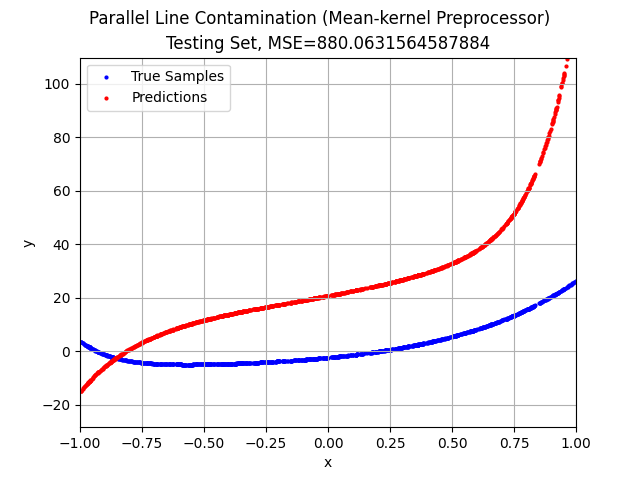 Parallel Line Contamination (Mean-kernel Preprocessor)
Testing Set, MSE=880.0631564587884
True Samples
Predictions
100
80
60
40
20
0
−20
y
−1.00 −0.75 −0.50 −0.25 0.00 0.25 0.50 0.75 1.00
x